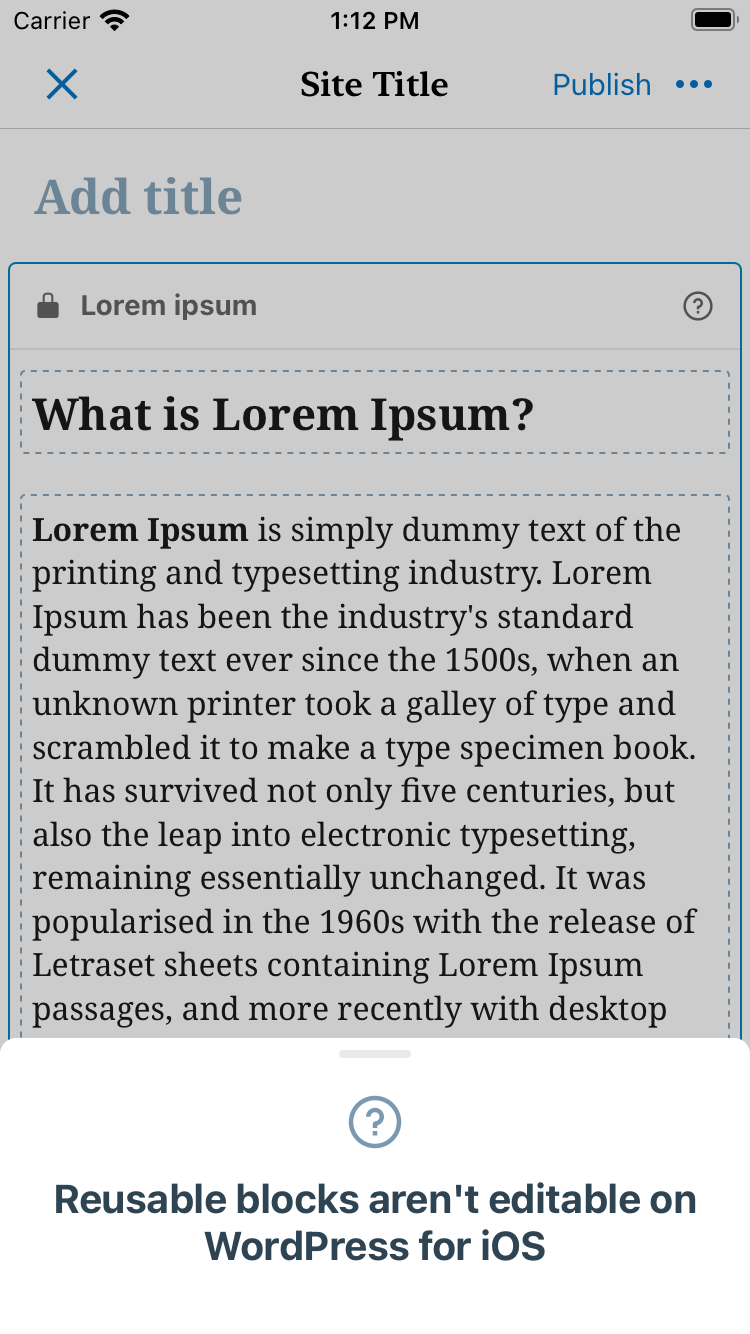 Carrier 1:12 PM
Site Title Publish
Add title
Lorem ipsum
What is Lorem Ipsum?
Lorem Ipsum is simply dummy text of the
printing and typesetting industry. Lorem
Ipsum has been the industry's standard
dummy text ever since the 1500s, when an
unknown printer took a galley of type and
scrambled it to make a type specimen book.
It has survived not only five centuries, but
also the leap into electronic typesetting,
remaining essentially unchanged. It was
popularised in the 1960s with the release of
Letraset sheets containing Lorem Ipsum
passages, and more recently with desktop
Reusable blocks aren't editable on
WordPress for iOS